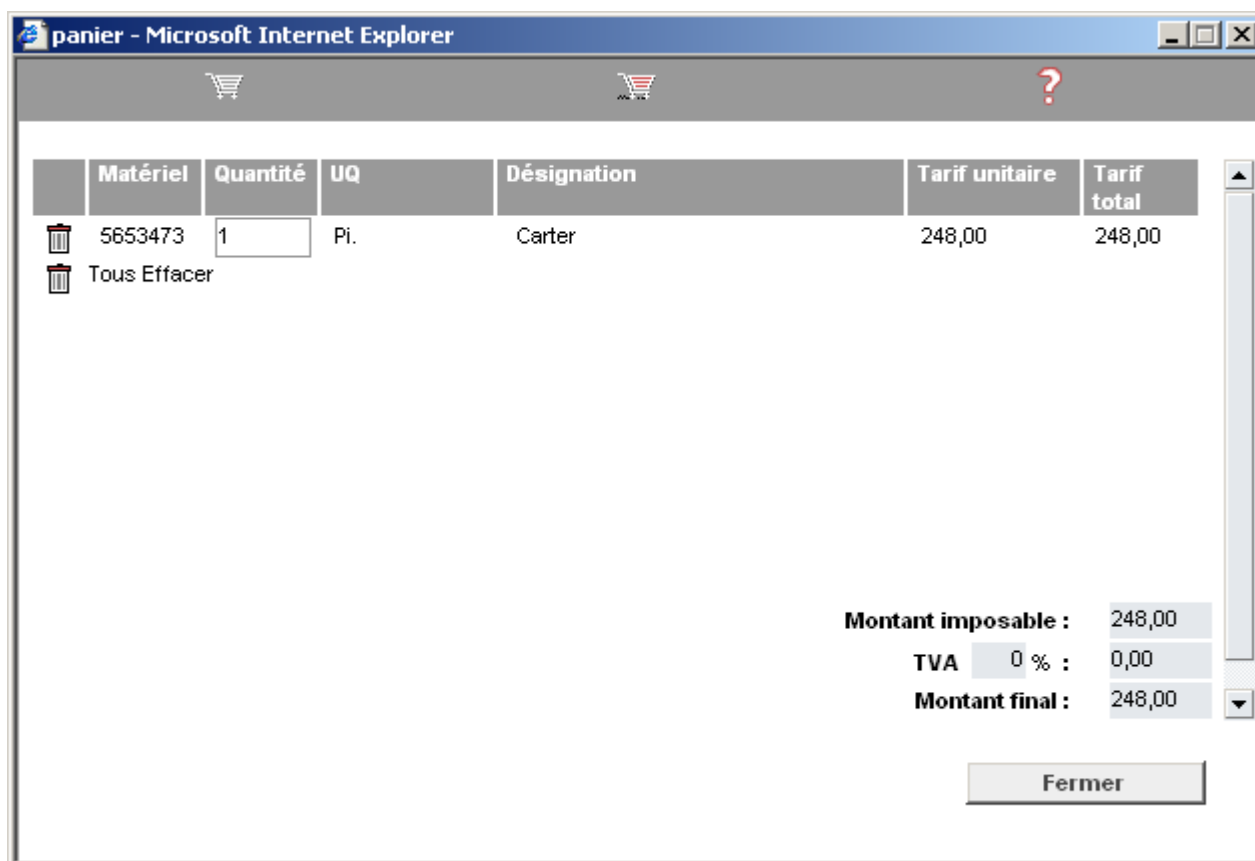 panier - Microsoft Internet Explorer
Matériel Quantité UQ Désignation Tarif unitaire Tarif total
5653473 1 Pi. Carter 248,00 248,00
Tous Effacer
Montant imposable : 248,00
TVA 0 % : 0,00
Montant final : 248,00
Fermer